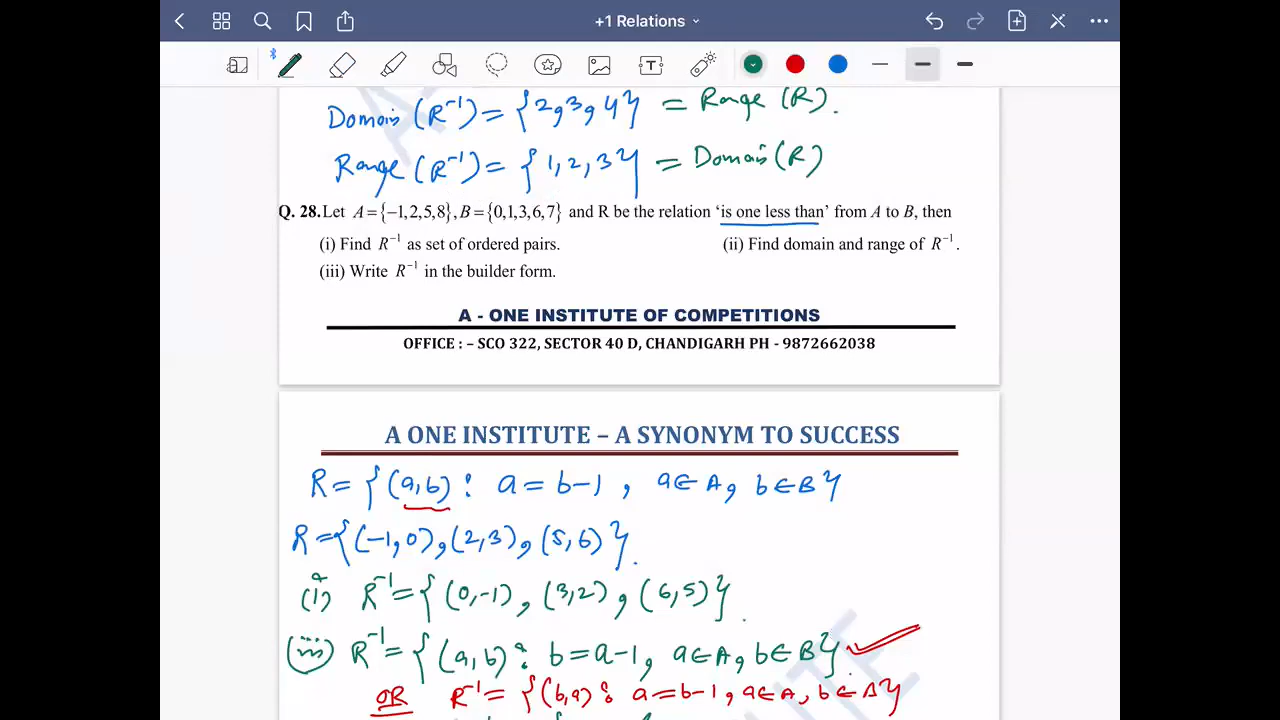 +1 Relations
Domain (R⁻¹) = {2, 3, 4} = Range (R).
Range (R⁻¹) = {1, 2, 3} = Domain (R)
Q. 28. Let A = {−1,2,5,8}, B = {0,1,3,6,7} and R be the relation ‘is one less than’ from A to B, then
(i) Find R⁻¹ as set of ordered pairs. (ii) Find domain and range of R⁻¹.
(iii) Write R⁻¹ in the builder form.
A - ONE INSTITUTE OF COMPETITIONS
OFFICE : – SCO 322, SECTOR 40 D, CHANDIGARH PH - 9872662038
A ONE INSTITUTE – A SYNONYM TO SUCCESS
R = {(a,b) : a = b-1, a∈A, b∈B}
R = {(-1,0), (2,3), (5,6)}.
(i) R⁻¹ = {(0,-1), (3,2), (6,5)}.
(iii) R⁻¹ = {(a,b) : b = a-1, a∈A, b∈B}.
OR R⁻¹ = {(b,a) : a = b-1, a∈A, b∈B}